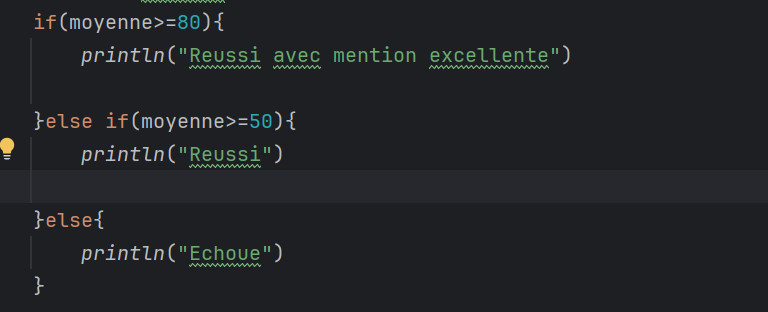 if(moyenne>=80){
    println("Reussi avec mention excellente")
}else if(moyenne>=50){
    println("Reussi")
}else{
    println("Echoue")
}